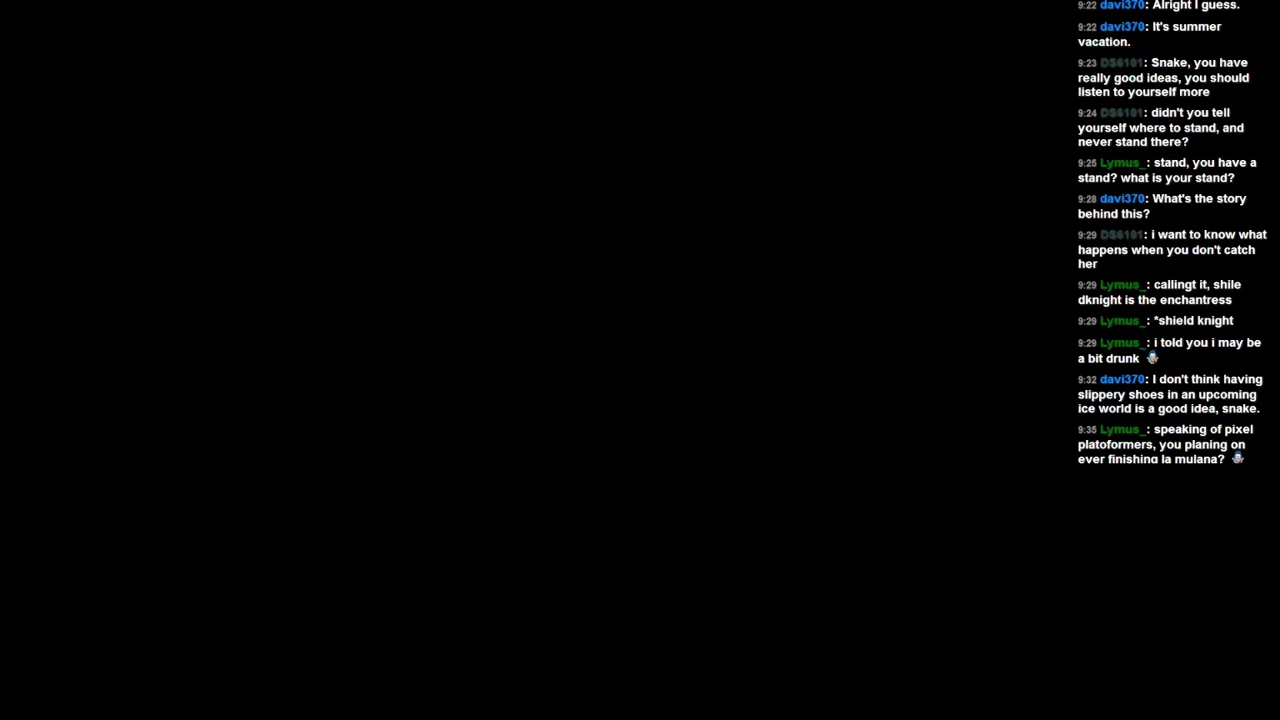 9:22 davi370: Alright I guess.
9:22 davi370: It's summer
vacation.
9:23 DS6101: Snake, you have
really good ideas, you should
listen to yourself more
9:24 DS6101: didn't you tell
yourself where to stand, and
never stand there?
9:25 Lymus_: stand, you have a
stand? what is your stand?
9:28 davi370: What's the story
behind this?
9:29 DS6101: i want to know what
happens when you don't catch
her
9:29 Lymus_: callingt it, shile
dknight is the enchantress
9:29 Lymus_: *shield knight
9:29 Lymus_: i told you i may be
a bit drunk
9:32 davi370: I don't think having
slippery shoes in an upcoming
ice world is a good idea, snake.
9:35 Lymus_: speaking of pixel
platoformers, you planing on
ever finishing la mulana?